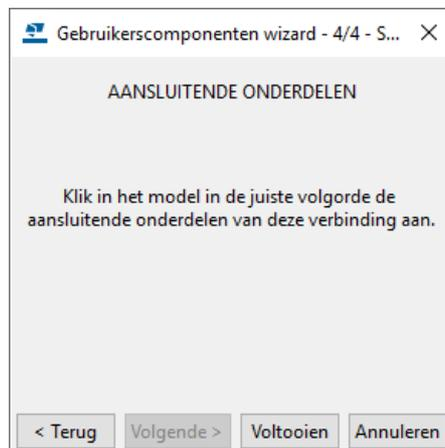 Gebruikerscomponenten wizard - 4/4 - S...
AANSLUITENDE ONDERDELEN
Klik in het model in de juiste volgorde de
aansluitende onderdelen van deze verbinding aan.
< Terug Volgende > Voltooien Annuleren